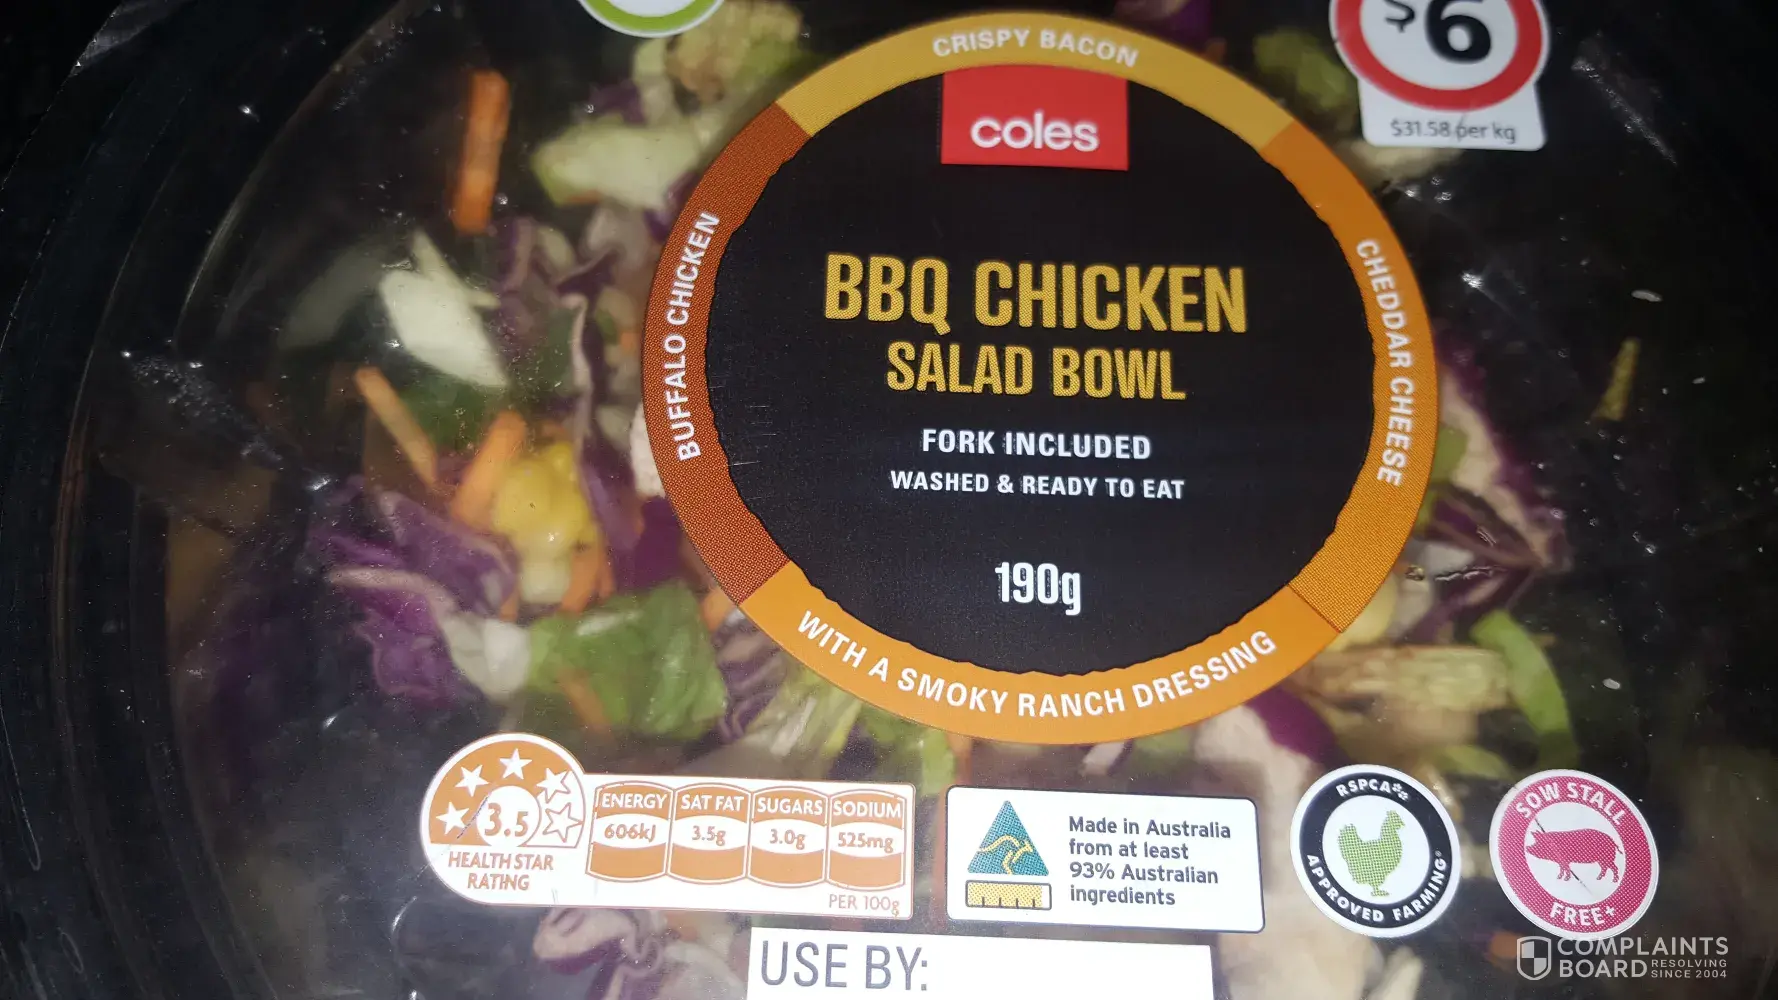 $6
$31.58 per kg
CRISPY BACON
coles
BUFFALO CHICKEN
CHEDDAR CHEESE
BBQ CHICKEN
SALAD BOWL
FORK INCLUDED
WASHED & READY TO EAT
190g
WITH A SMOKY RANCH DRESSING
3.5
HEALTH STAR
RATING
ENERGY
606kJ
SAT FAT
3.5g
SUGARS
3.0g
SODIUM
525mg
PER 100g
Made in Australia
from at least
93% Australian
ingredients
RSPCA
APPROVED FARMING
SOW STALL
FREE+
USE BY:
COMPLAINTS
BOARD
RESOLVING
SINCE 2004